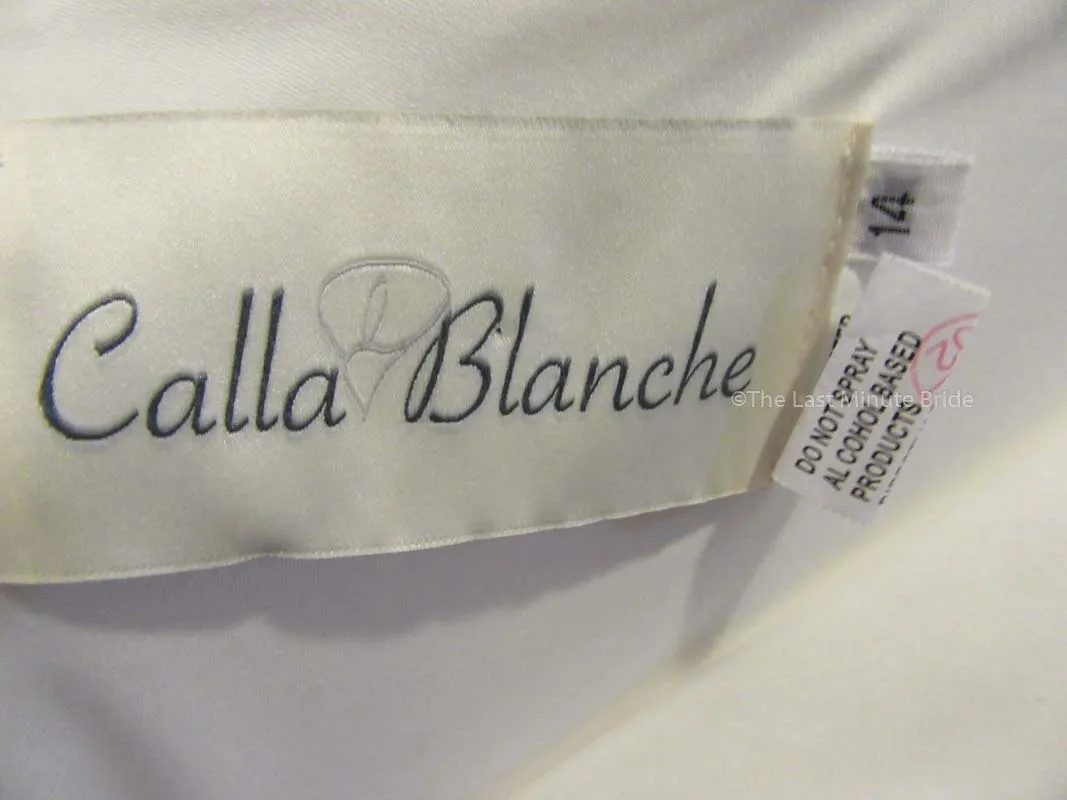 Calla Blanche
14
DO NOT SPRAY
ALCOHOL-BASED
PRODUCTS
©The Last Minute Bride